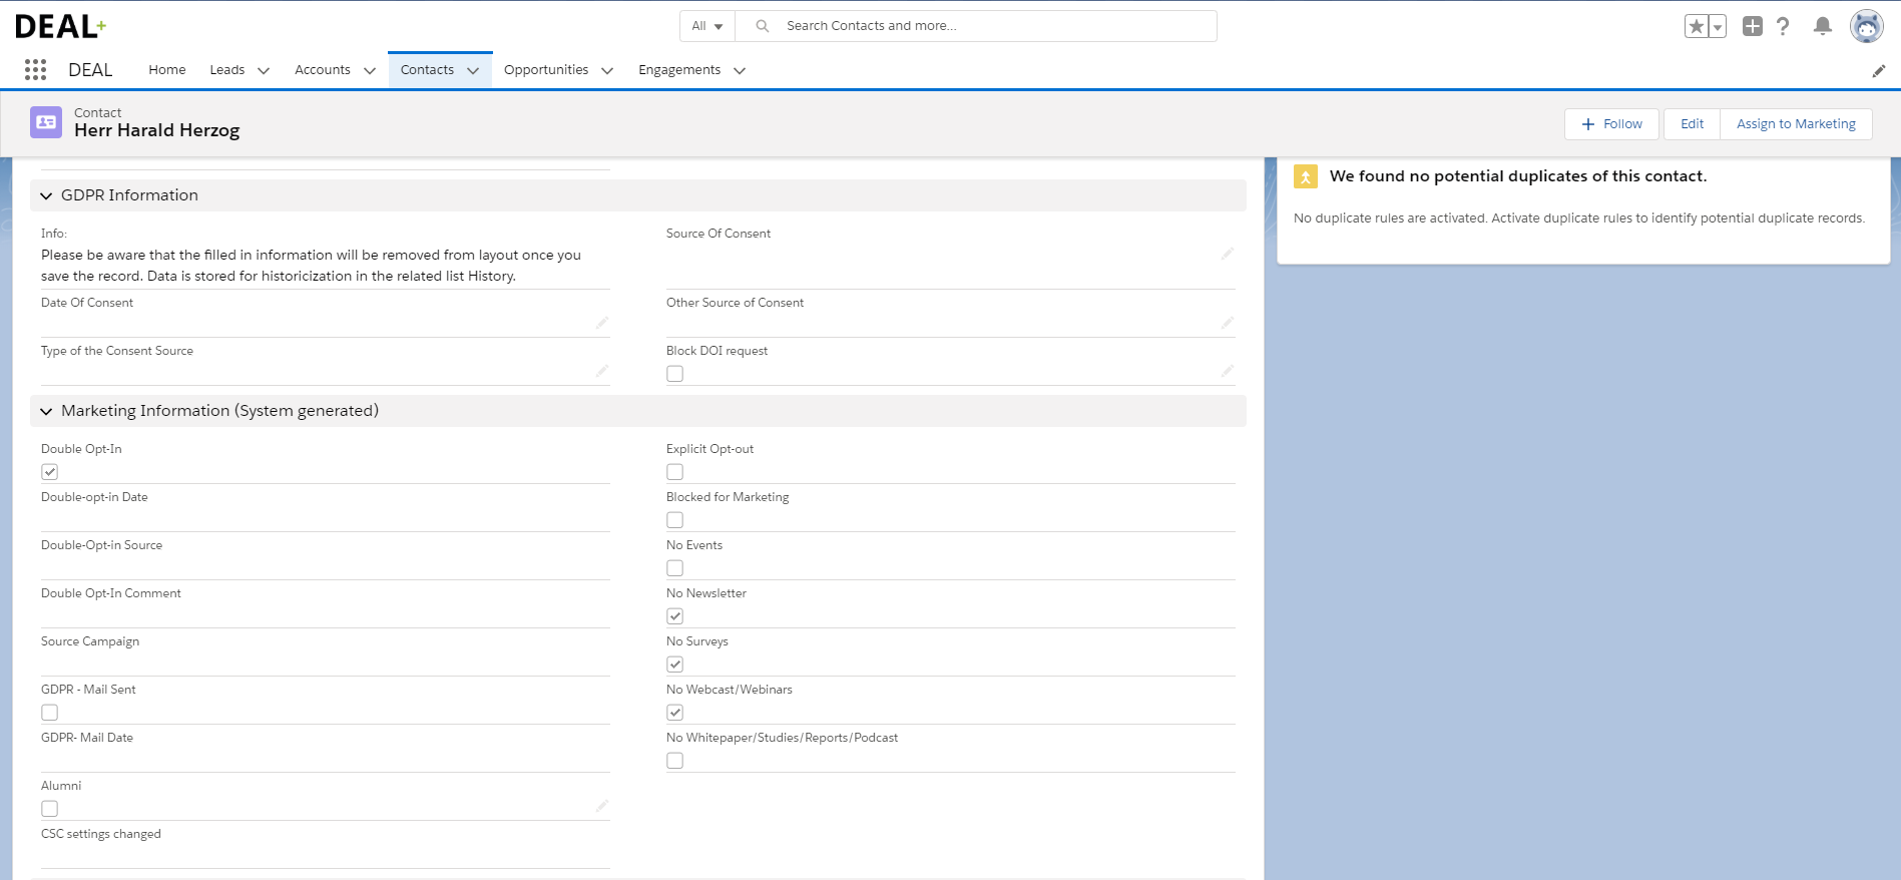 DEAL+
All
Search Contacts and more...
DEAL
Home
Leads
Accounts
Contacts
Opportunities
Engagements
Contact
Herr Harald Herzog
Follow
Edit
Assign to Marketing
GDPR Information
Info:
Please be aware that the filled in information will be removed from layout once you
save the record. Data is stored for historicization in the related list History.
Source Of Consent
Date Of Consent
Other Source of Consent
Type of the Consent Source
Block DOI request
Marketing Information (System generated)
Double Opt-In
Explicit Opt-out
Double-opt-in Date
Blocked for Marketing
Double-Opt-in Source
No Events
Double Opt-In Comment
No Newsletter
Source Campaign
No Surveys
GDPR - Mail Sent
No Webcast/Webinars
GDPR- Mail Date
No Whitepaper/Studies/Reports/Podcast
Alumni
CSC settings changed
We found no potential duplicates of this contact.
No duplicate rules are activated. Activate duplicate rules to identify potential duplicate records.